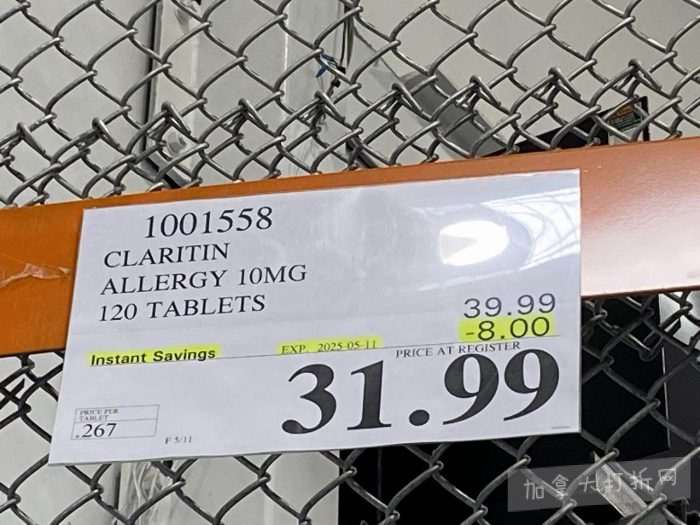 1001558
CLARITIN
ALLERGY 10MG
120 TABLETS
39.99
-8.00
Instant Savings
EXP. 2025-05-11
PRICE AT REGISTER
31.99
PRICE PER
TABLET
.267
F 5/11
加拿大打折网